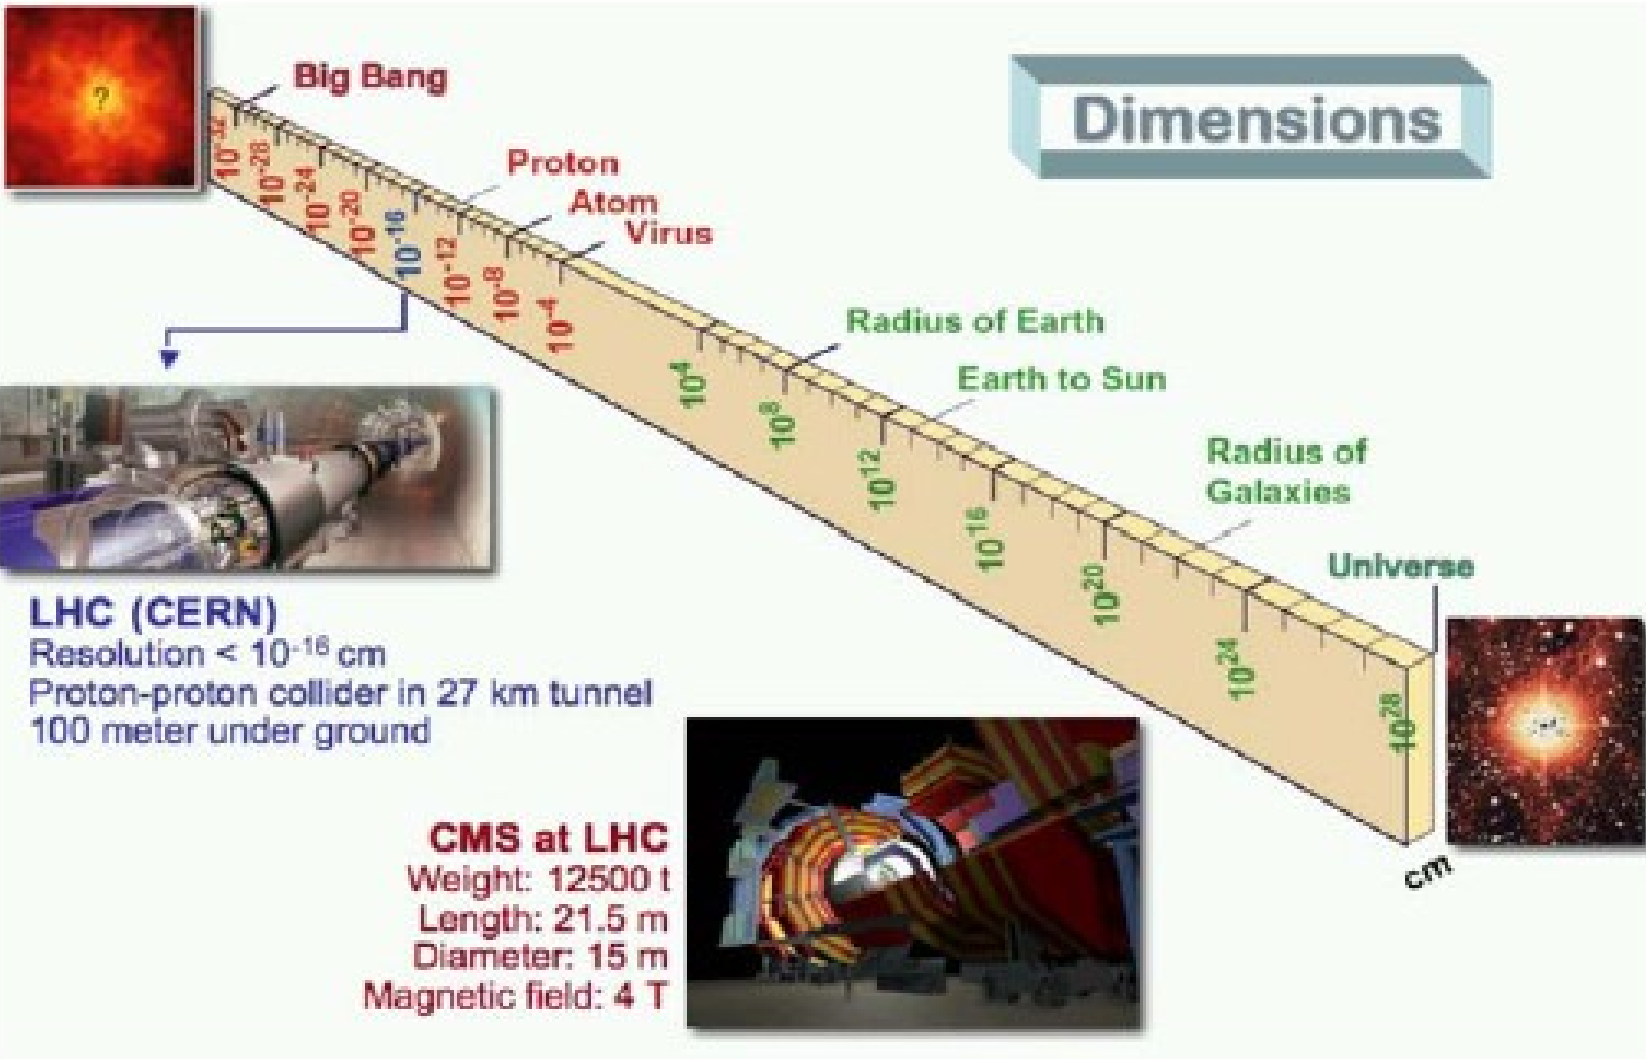 Dimensions
?
Big Bang
Proton
Atom
Virus
Radius of Earth
Earth to Sun
Radius of
Galaxies
Universe
10⁻³²
10⁻²⁸
10⁻²⁴
10⁻²⁰
10⁻¹⁶
10⁻¹²
10⁻⁸
10⁻⁴
10⁴
10⁸
10¹²
10¹⁶
10²⁰
10²⁴
10²⁸
cm
LHC (CERN)
Resolution < 10⁻¹⁶ cm
Proton-proton collider in 27 km tunnel
100 meter under ground
CMS at LHC
Weight: 12500 t
Length: 21.5 m
Diameter: 15 m
Magnetic field: 4 T